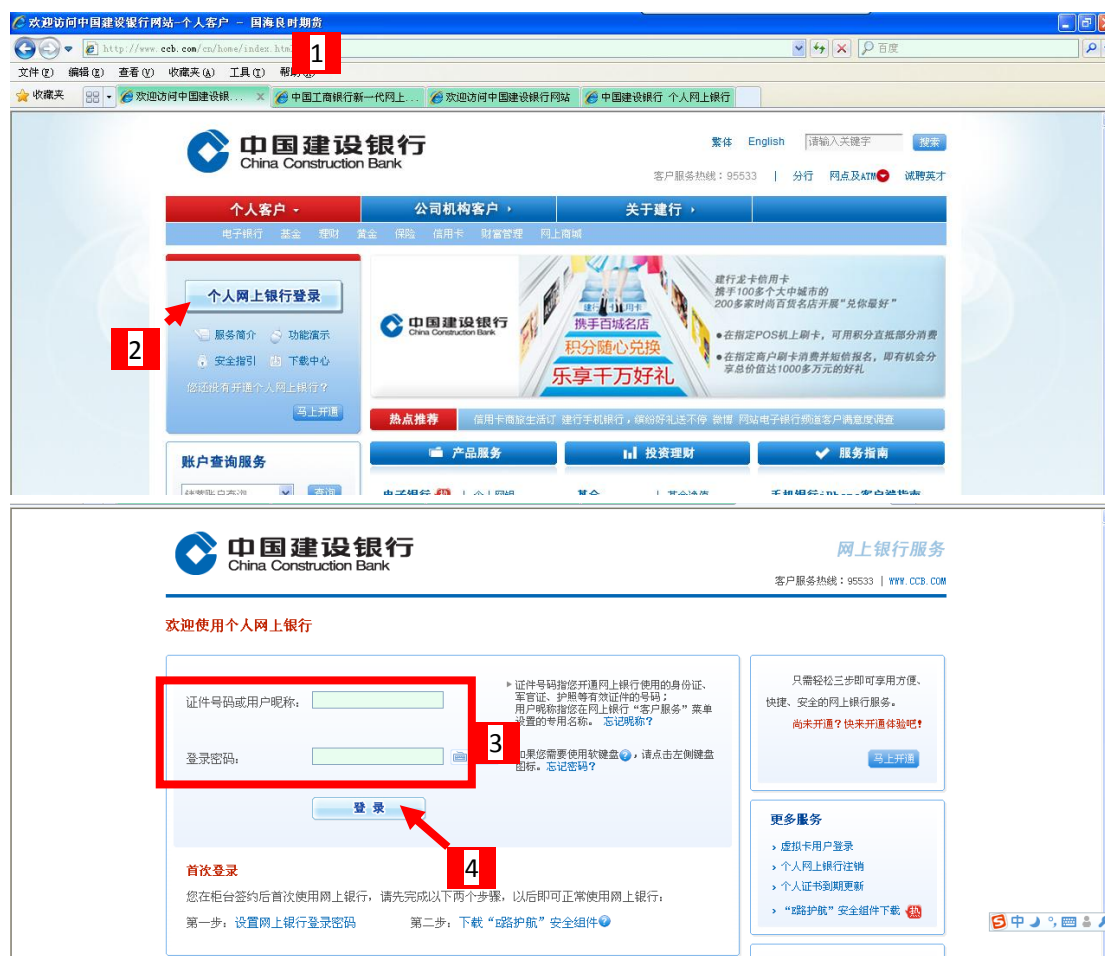 欢迎访问中国建设银行网站-个人客户 - 国海良时期货
http://www.ccb.com/cn/home/index.htm
1
百度
文件(F) 编辑(E) 查看(V) 收藏夹(A) 工具(T)
收藏夹
欢迎访问中国建设银...
中国工商银行新一代网上...
欢迎访问中国建设银行网站
中国建设银行 个人网上银行
中国建设银行
China Construction Bank
繁体 English 请输入关键字 搜索
客户服务热线：95533 | 分行 网点及ATM 诚聘英才
个人客户 公司机构客户 关于建行
电子银行 基金 理财 黄金 保险 信用卡 财富管理 网上商城
个人网上银行登录
2
服务简介 功能演示
安全指引 下载中心
您还没有开通个人网上银行？
马上开通
中国建设银行
China Construction Bank
携手百城名店
积分随心兑换
乐享千万好礼
建行龙卡信用卡
携手100多个大中城市的
200多家时尚百货名店开展“兑你最好”
●在指定POS机上刷卡，可用积分直抵部分消费
●在指定商户刷卡消费并短信报名，即有机会分
享总价值达1000多万元的好礼
热点推荐 信用卡商旅生活汀 建行手机银行，缤纷好礼送不停 微博 网站电子银行频道客户满意度调查
账户查询服务
产品服务 投资理财 服务指南
查询
电子银行 热 | 个人网银 基金 | 基金净值 手机银行iPhone客户端指南
中国建设银行
China Construction Bank
网上银行服务
客户服务热线：95533 | WWW.CCB.COM
欢迎使用个人网上银行
证件号码或用户昵称：
登录密码：
3
▶证件号码指您开通网上银行使用的身份证、
军官证、护照等有效证件的号码；
用户昵称指您在网上银行“客户服务”菜单
设置的专用名称。 忘记昵称？
如果您需要使用软键盘，请点击左侧键盘
图标。忘记密码？
登 录
4
首次登录
您在柜台签约后首次使用网上银行，请先完成以下两个步骤，以后即可正常使用网上银行：
第一步：设置网上银行登录密码 第二步：下载“E路护航”安全组件
只需轻松三步即可享用方便、
快捷、安全的网上银行服务。
尚未开通？快来开通体验吧！
马上开通
更多服务
› 虚拟卡用户登录
› 个人网上银行注销
› 个人证书到期更新
› “E路护航”安全组件下载 热
中